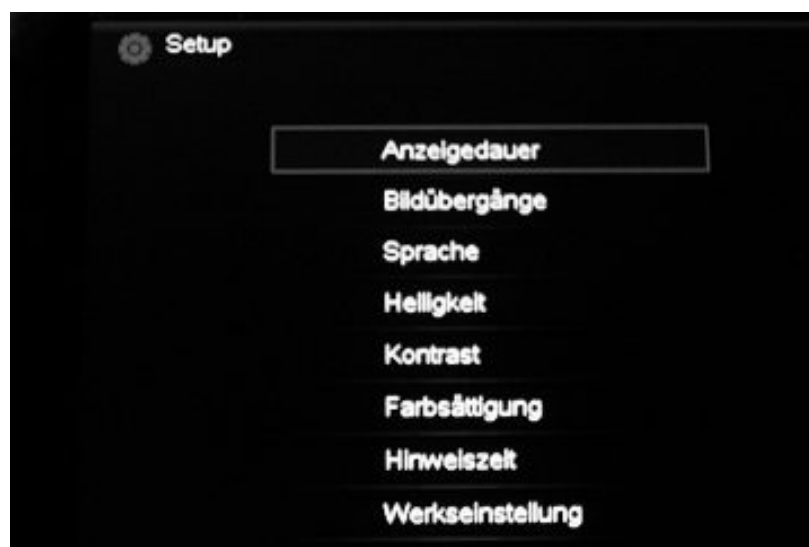 Setup
Anzeigedauer
Bildübergänge
Sprache
Helligkeit
Kontrast
Farbsättigung
Hinweiszeit
Werkseinstellung